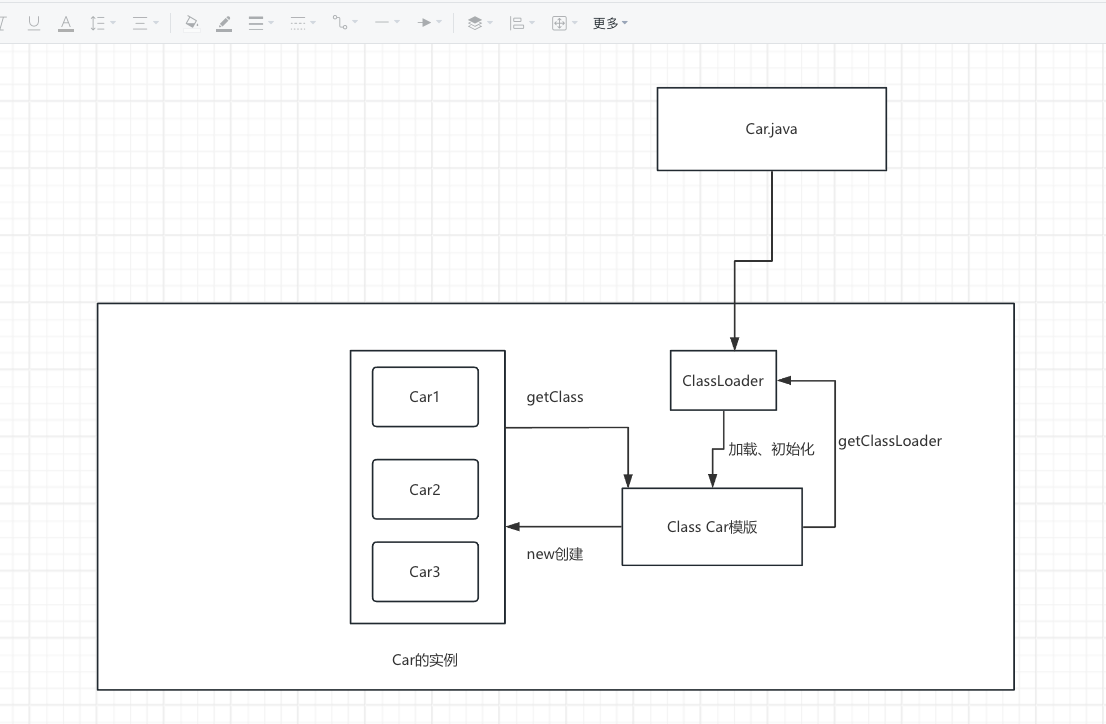 更多
Car.java
Car1
getClass
ClassLoader
加载、初始化
getClassLoader
Car2
Class Car模版
new创建
Car3
Car的实例